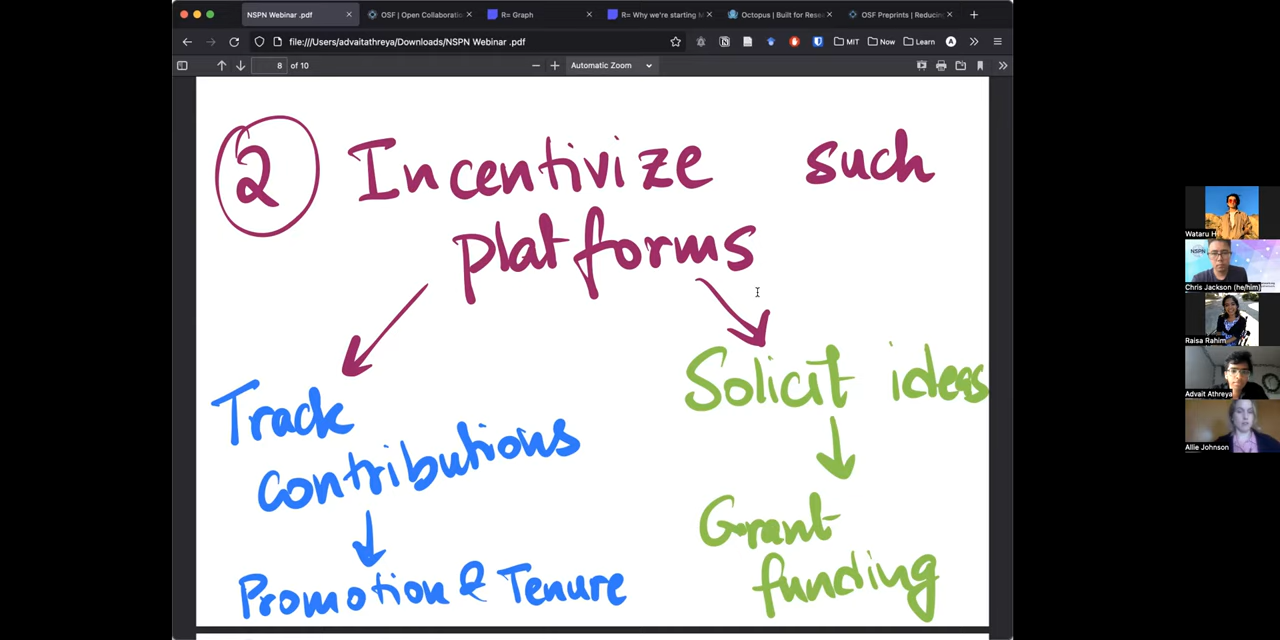 NSPN Webinar .pdf
OSF | Open Collaboratio
R= Graph
R= Why we're starting
Octopus | Built for Rese
OSF Preprints | Reducin
file:///Users/advaitathreya/Downloads/NSPN Webinar .pdf
MIT
Now
Learn
A
8 of 10
Automatic Zoom
2 Incentivize such
platforms
Track
contributions
Promotion & Tenure
Solicit ideas
Grant
funding
Wataru H
NSPN
Chris Jackson (he/him)
Raisa Rahim
Advait Athreya
Allie Johnson